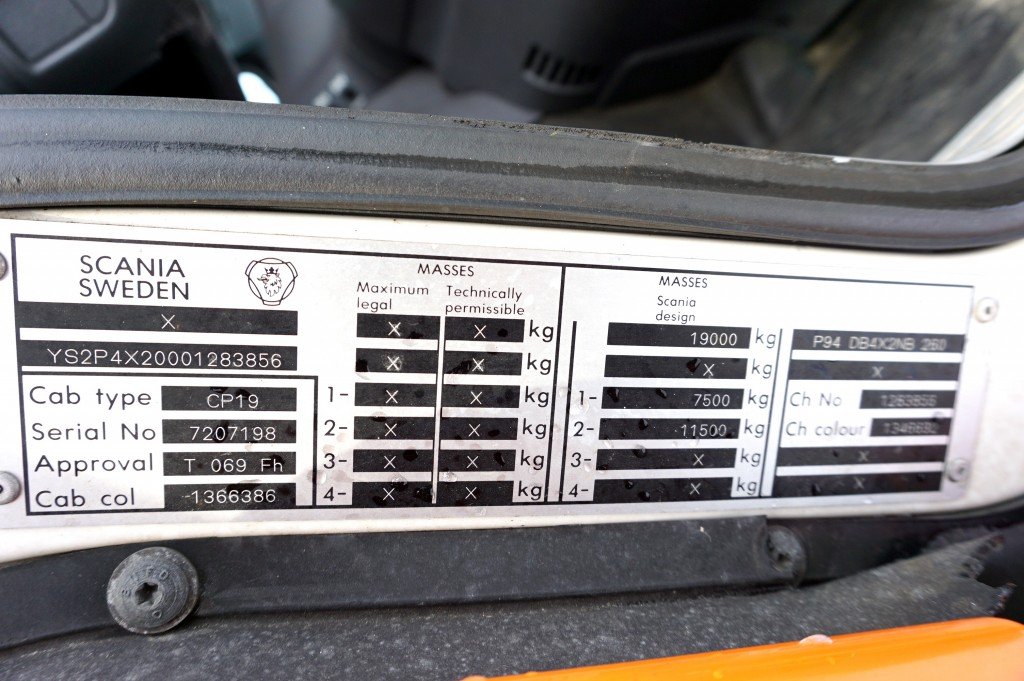 SCANIA
SWEDEN
X
YS2P4X20001283856
Cab type CP19
Serial No 7207198
Approval T 069 Fh
Cab col 1366386
MASSES
Maximum legal Technically permissible
X X kg
X X kg
1- X X kg
2- X X kg
3- X X kg
4- X X kg
MASSES
Scania design
19000 kg
X kg
1- 7500 kg
2- 11500 kg
3- X kg
4- X kg
P94 DB4X2NB 260
X
Ch No 1283856
Ch colour
X
X